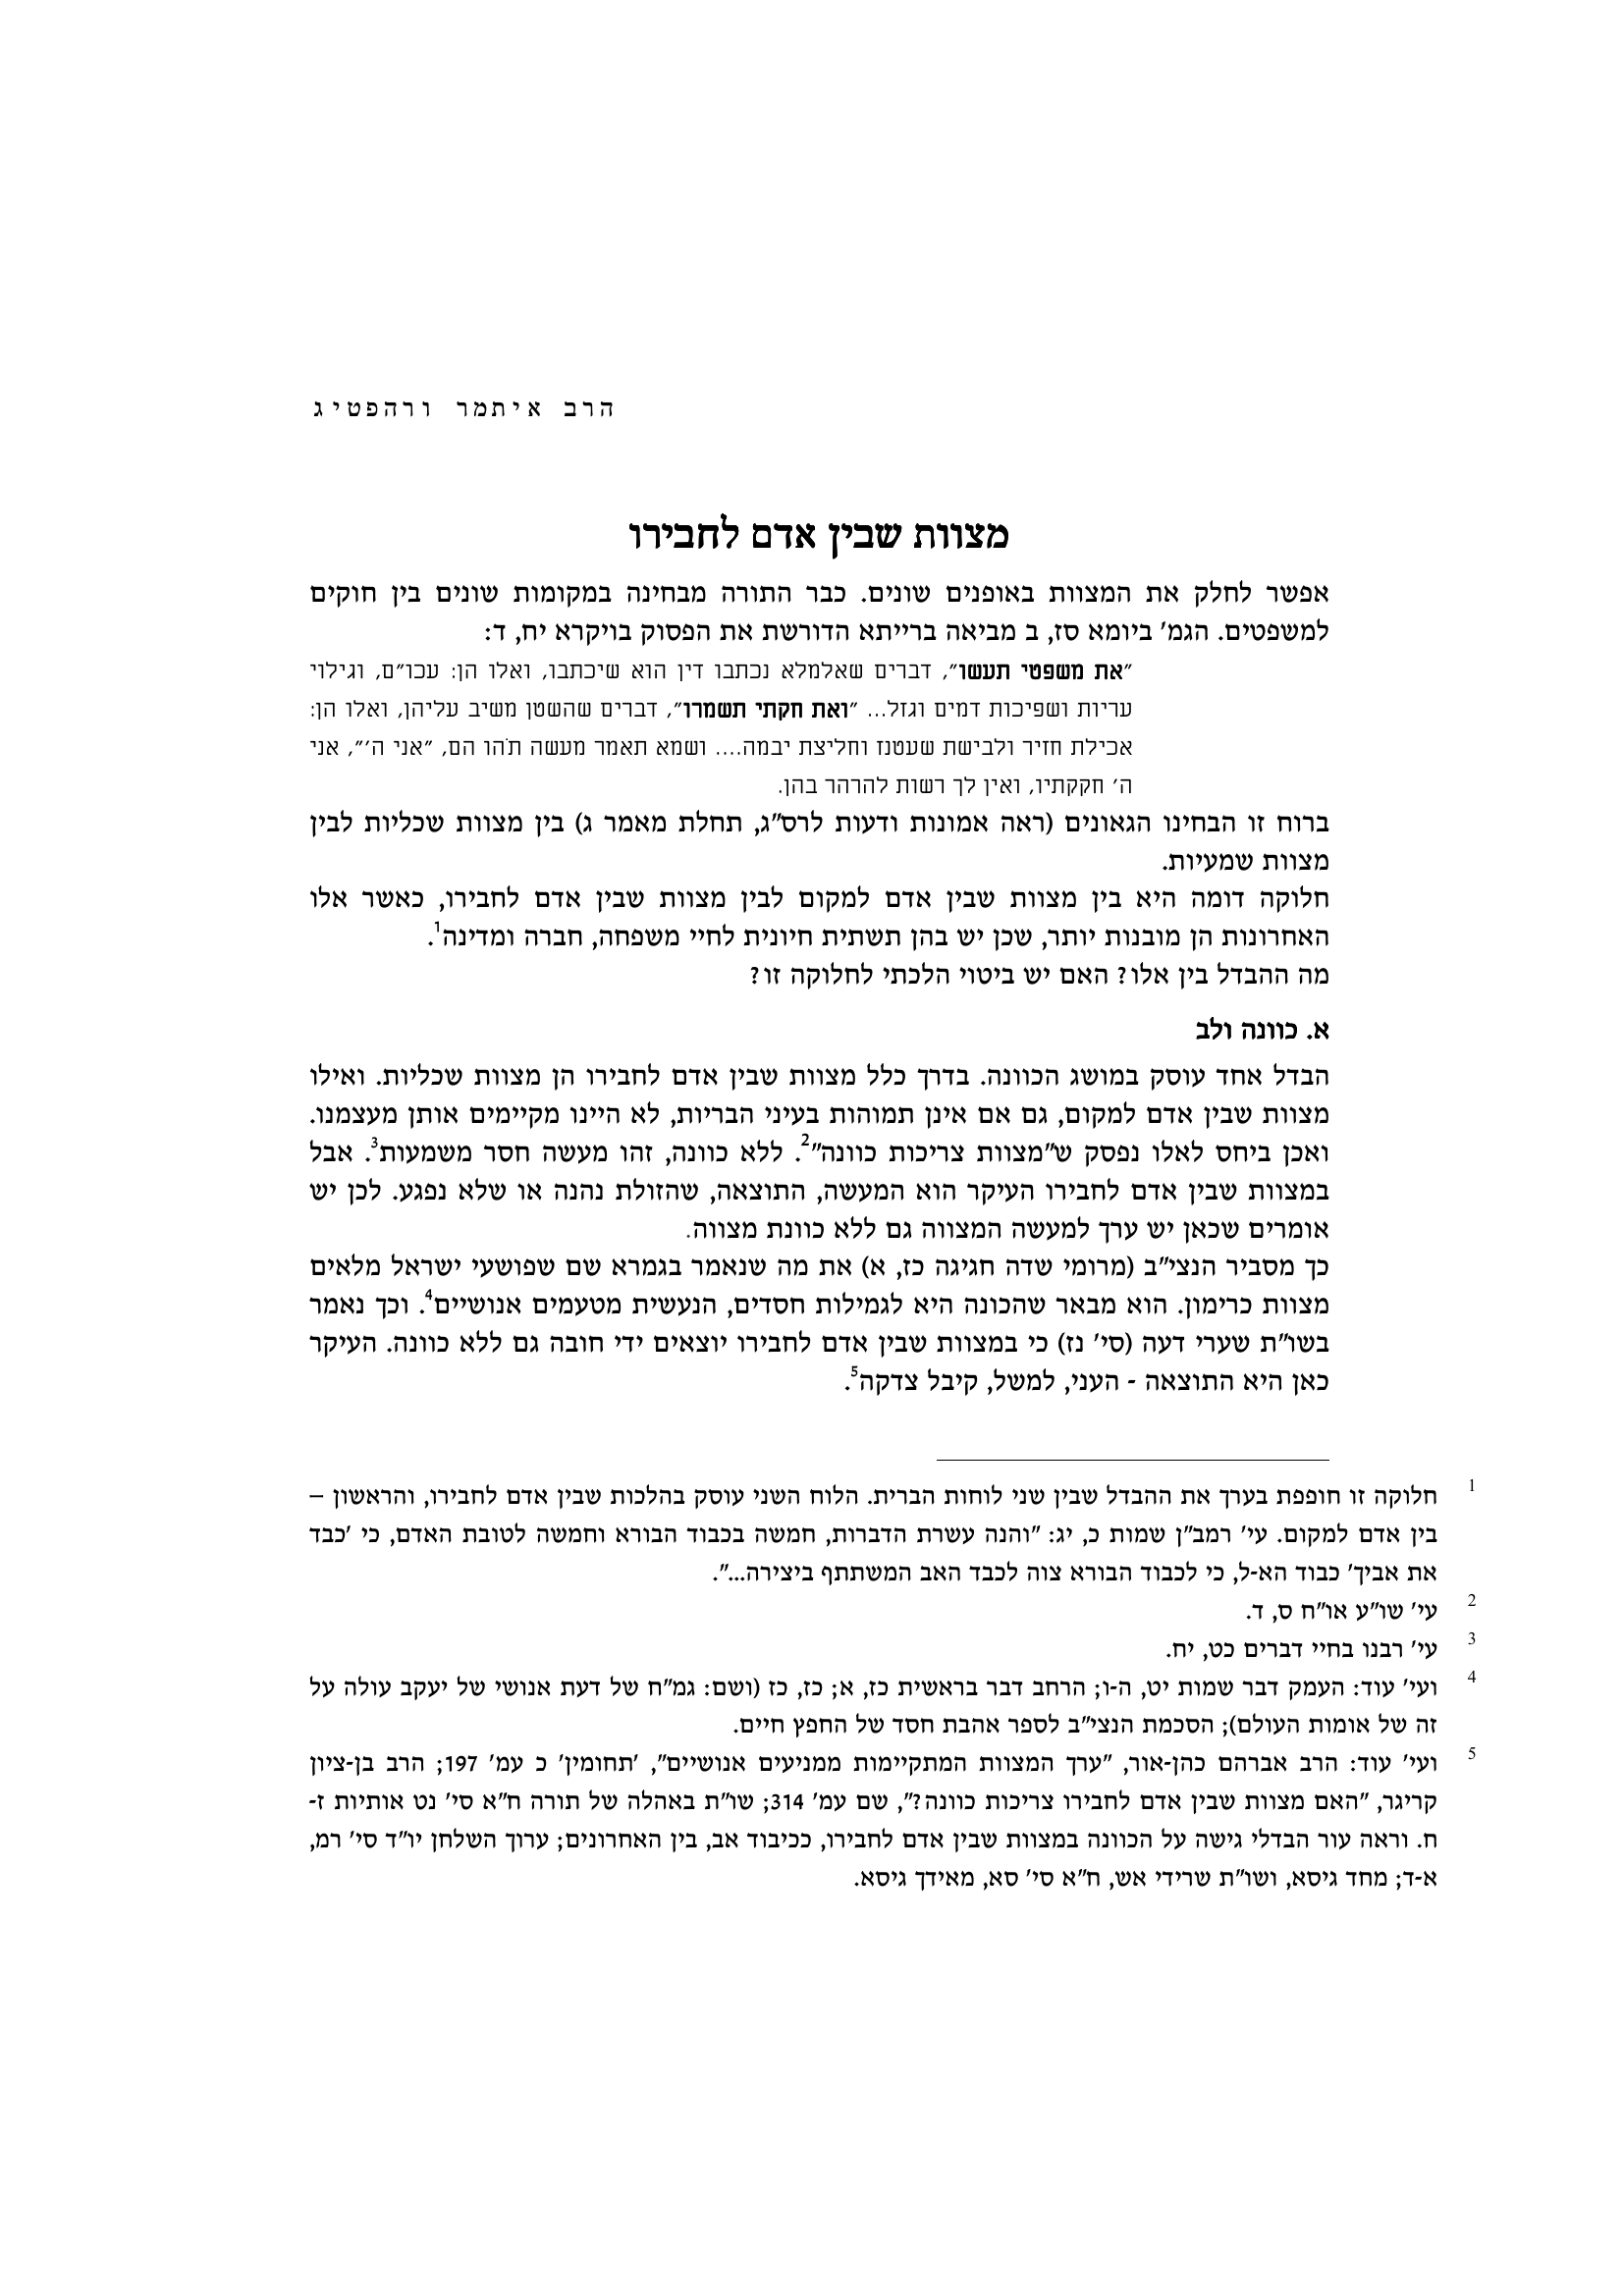 הרב איתמר ורהפטיג
מצוות שבין אדם לחבירו
אפשר לחלק את המצוות באופנים שונים. כבר התורה מבחינה במקומות שונים בין חוקים
למשפטים. הגמ' ביומא סז, ב מביאה ברייתא הדורשת את הפסוק בויקרא יח, ד:
"את משפטי תעשו", דברים שאלמלא נכתבו דין הוא שיכתבו, ואלו הן: עכו"ם, וגילוי
עריות ושפיכות דמים וגזל... "ואת חקתי תשמרו", דברים שהשטן משיב עליהן, ואלו הן:
אכילת חזיר ולבישת שעטנז וחליצת יבמה.... ושמא תאמר מעשה תֹהו הם, "אני ה'", אני
ה' חקקתיו, ואין לך רשות להרהר בהן.
ברוח זו הבחינו הגאונים (ראה אמונות ודעות לרס"ג, תחלת מאמר ג) בין מצוות שכליות לבין
מצוות שמעיות.
חלוקה דומה היא בין מצוות שבין אדם למקום לבין מצוות שבין אדם לחבירו, כאשר אלו
האחרונות הן מובנות יותר, שכן יש בהן תשתית חיונית לחיי משפחה, חברה ומדינה1.
מה ההבדל בין אלו? האם יש ביטוי הלכתי לחלוקה זו?
א. כוונה ולב
הבדל אחד עוסק במושג הכוונה. בדרך כלל מצוות שבין אדם לחבירו הן מצוות שכליות. ואילו
מצוות שבין אדם למקום, גם אם אינן תמוהות בעיני הבריות, לא היינו מקיימים אותן מעצמנו.
ואכן ביחס לאלו נפסק ש"מצוות צריכות כוונה"2. ללא כוונה, זהו מעשה חסר משמעות3. אבל
במצוות שבין אדם לחבירו העיקר הוא המעשה, התוצאה, שהזולת נהנה או שלא נפגע. לכן יש
אומרים שכאן יש ערך למעשה המצווה גם ללא כוונת מצווה.
כך מסביר הנצי"ב (מרומי שדה חגיגה כז, א) את מה שנאמר בגמרא שם שפושעי ישראל מלאים
מצוות כרימון. הוא מבאר שהכונה היא לגמילות חסדים, הנעשית מטעמים אנושיים4. וכך נאמר
בשו"ת שערי דעה (סי' נז) כי במצוות שבין אדם לחבירו יוצאים ידי חובה גם ללא כוונה. העיקר
כאן היא התוצאה - העני, למשל, קיבל צדקה5.
1 חלוקה זו חופפת בערך את ההבדל שבין שני לוחות הברית. הלוח השני עוסק בהלכות שבין אדם לחבירו, והראשון –
בין אדם למקום. עי' רמב"ן שמות כ, יג: "והנה עשרת הדברות, חמשה בכבוד הבורא וחמשה לטובת האדם, כי 'כבד
את אביך' כבוד הא-ל, כי לכבוד הבורא צוה לכבד האב המשתתף ביצירה...".
2 עי' שו"ע או"ח ס, ד.
3 עי' רבנו בחיי דברים כט, יח.
4 ועי' עוד: העמק דבר שמות יט, ה-ו; הרחב דבר בראשית כז, א; כז, כז (ושם: גמ"ח של דעת אנושי של יעקב עולה על
זה של אומות העולם); הסכמת הנצי"ב לספר אהבת חסד של החפץ חיים.
5 ועי' עוד: הרב אברהם כהן-אור, "ערך המצוות המתקיימות ממניעים אנושיים", 'תחומין' כ עמ' 197; הרב בן-ציון
קריגר, "האם מצוות שבין אדם לחבירו צריכות כוונה?", שם עמ' 314; שו"ת באהלה של תורה ח"א סי' נט אותיות ז-
ח. וראה עור הבדלי גישה על הכוונה במצוות שבין אדם לחבירו, ככיבוד אב, בין האחרונים; ערוך השלחן יו"ד סי' רמ,
א-ד; מחד גיסא, ושו"ת שרידי אש, ח"א סי' סא, מאידך גיסא.